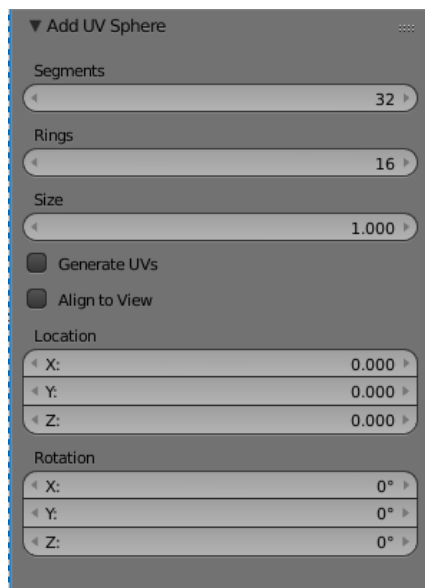 Add UV Sphere
Segments
32
Rings
16
Size
1.000
Generate UVs
Align to View
Location
X: 0.000
Y: 0.000
Z: 0.000
Rotation
X: 0°
Y: 0°
Z: 0°